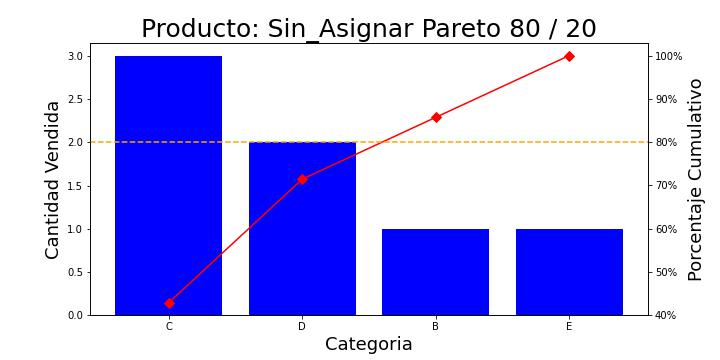 Producto: Sin_Asignar Pareto 80 / 20
Cantidad Vendida
3.0
2.5
2.0
1.5
1.0
0.5
0.0
100%
90%
80%
70%
60%
50%
40%
Porcentaje Cumulativo
C D B E
Categoria